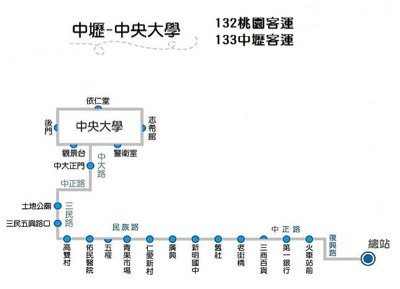 中壢-中央大學
132桃園客運
133中壢客運
依仁堂
後門
中央大學
志希館
觀景台
警衛室
中大正門
中大路
中正路
土地公廟
三民路
三民五興路口
民族路
中正路
復興路
總站
高雙村
佑民醫院
五權
青果市場
仁愛新村
廣興
新明國中
舊社
老街橋
三商百貨
第一銀行
火車站前